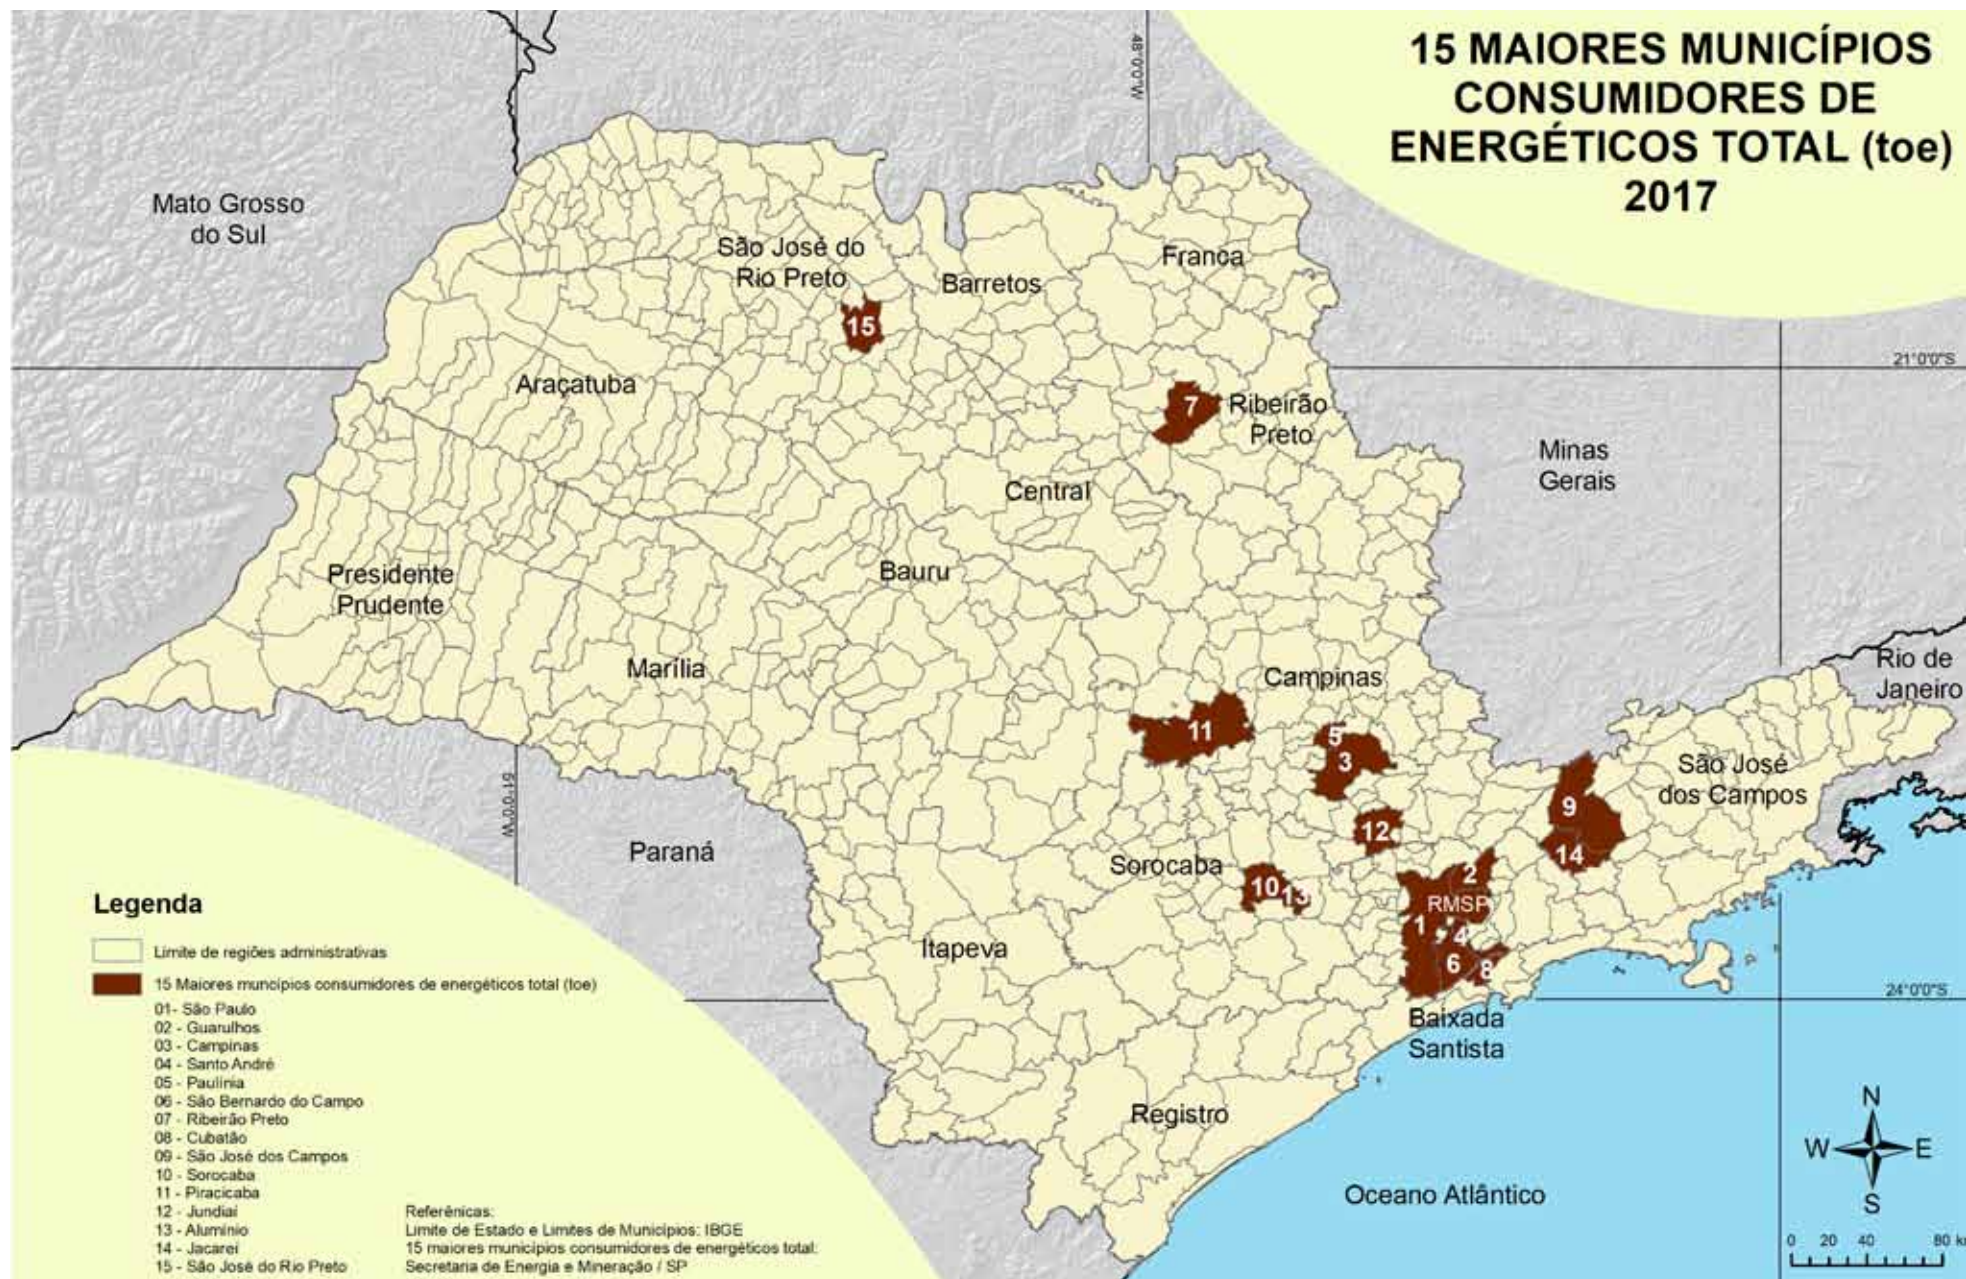 15 MAIORES MUNICÍPIOS
CONSUMIDORES DE
ENERGÉTICOS TOTAL (toe)
2017
48°0'0"W
Mato Grosso
do Sul
São José do
Rio Preto
Barretos
Franca
15
21°0'0"S
Araçatuba
7
Ribeirão
Preto
Minas
Gerais
Central
Presidente
Prudente
Bauru
Marília
Campinas
Rio de
Janeiro
11
5
3
São José
dos Campos
9
51°0'0"W
12
Paraná
14
Sorocaba
10
13
2
RMSP
1
4
Itapeva
6
8
24°0'0"S
Baixada
Santista
Registro
Oceano Atlântico
N
W
E
S
0 20 40 80 k
Legenda
Limite de regiões administrativas
15 Maiores muncípios consumidores de energéticos total (toe)
01- São Paulo
02 - Guarulhos
03 - Campinas
04 - Santo André
05 - Paulínia
06 - São Bernardo do Campo
07 - Ribeirão Preto
08 - Cubatão
09 - São José dos Campos
10 - Sorocaba
11 - Piracicaba
12 - Jundiaí
13 - Alumínio
14 - Jacareí
15 - São José do Rio Preto
Referênicas:
Limite de Estado e Limites de Municípios: IBGE
15 maiores municípios consumidores de energéticos total:
Secretaria de Energia e Mineração / SP